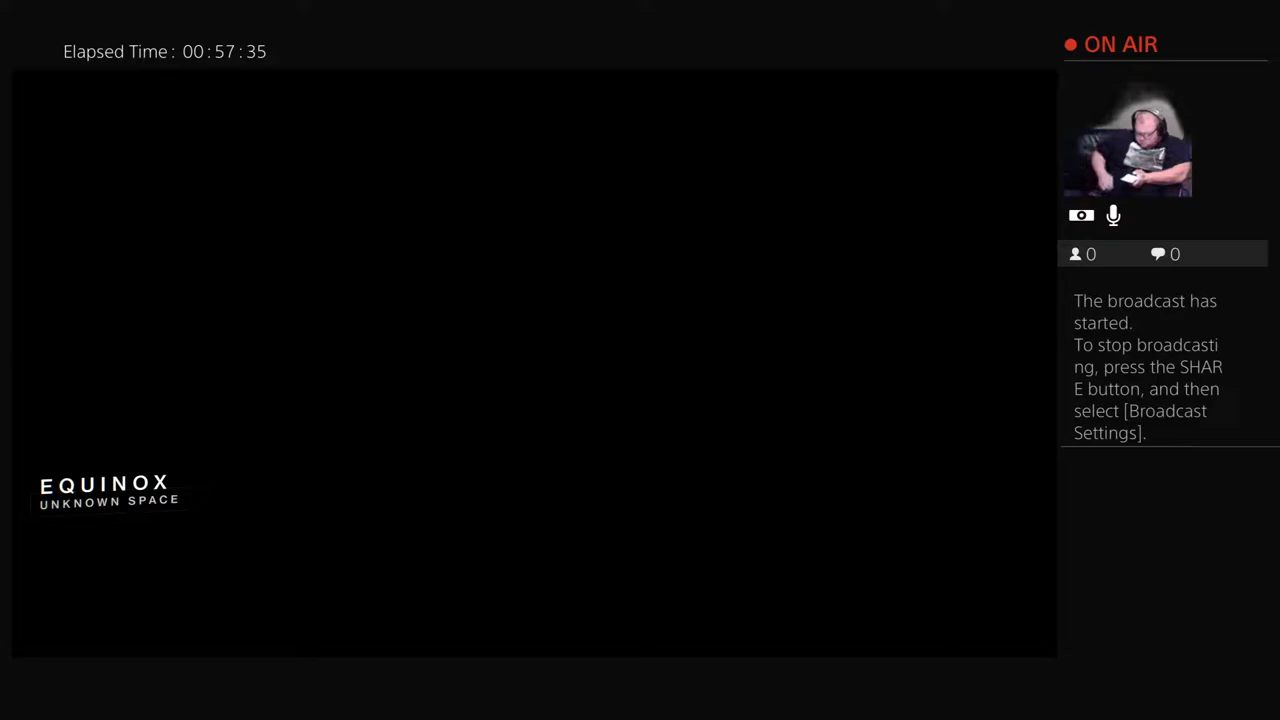 Elapsed Time : 00 : 57 : 35
ON AIR
0 0
The broadcast has
started.
To stop broadcasti
ng, press the SHAR
E button, and then
select [Broadcast
Settings].
EQUINOX
UNKNOWN SPACE